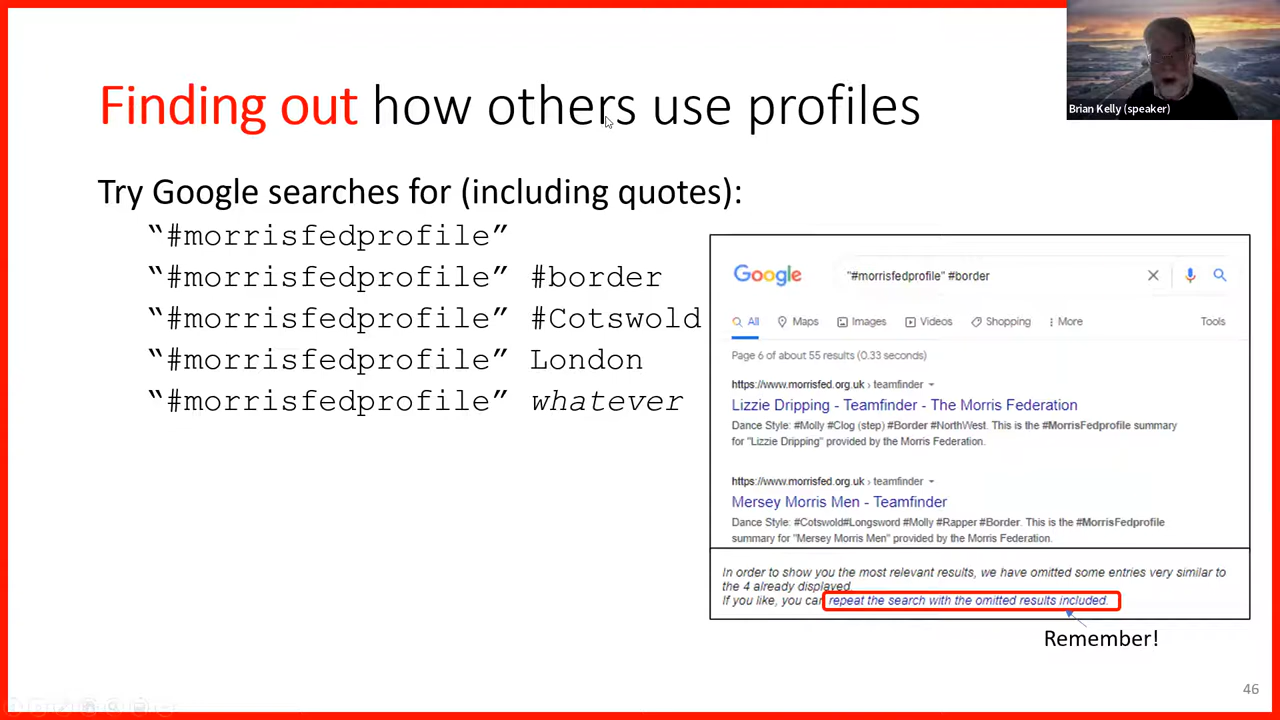 Brian Kelly (speaker)
Finding out how others use profiles
Try Google searches for (including quotes):
“#morrisfedprofile”
“#morrisfedprofile” #border
“#morrisfedprofile” #Cotswold
“#morrisfedprofile” London
“#morrisfedprofile” whatever
Google "#morrisfedprofile" #border
All Maps Images Videos Shopping More Tools
Page 6 of about 55 results (0.33 seconds)
https://www.morrisfed.org.uk › teamfinder
Lizzie Dripping - Teamfinder - The Morris Federation
Dance Style: #Molly #Clog (step) #Border #NorthWest. This is the #MorrisFedprofile summary
for "Lizzie Dripping" provided by the Morris Federation.
https://www.morrisfed.org.uk › teamfinder
Mersey Morris Men - Teamfinder
Dance Style: #Cotswold#Longsword #Molly #Rapper #Border. This is the #MorrisFedprofile
summary for "Mersey Morris Men" provided by the Morris Federation.
In order to show you the most relevant results, we have omitted some entries very similar to
the 4 already displayed.
If you like, you can repeat the search with the omitted results included.
Remember!
46